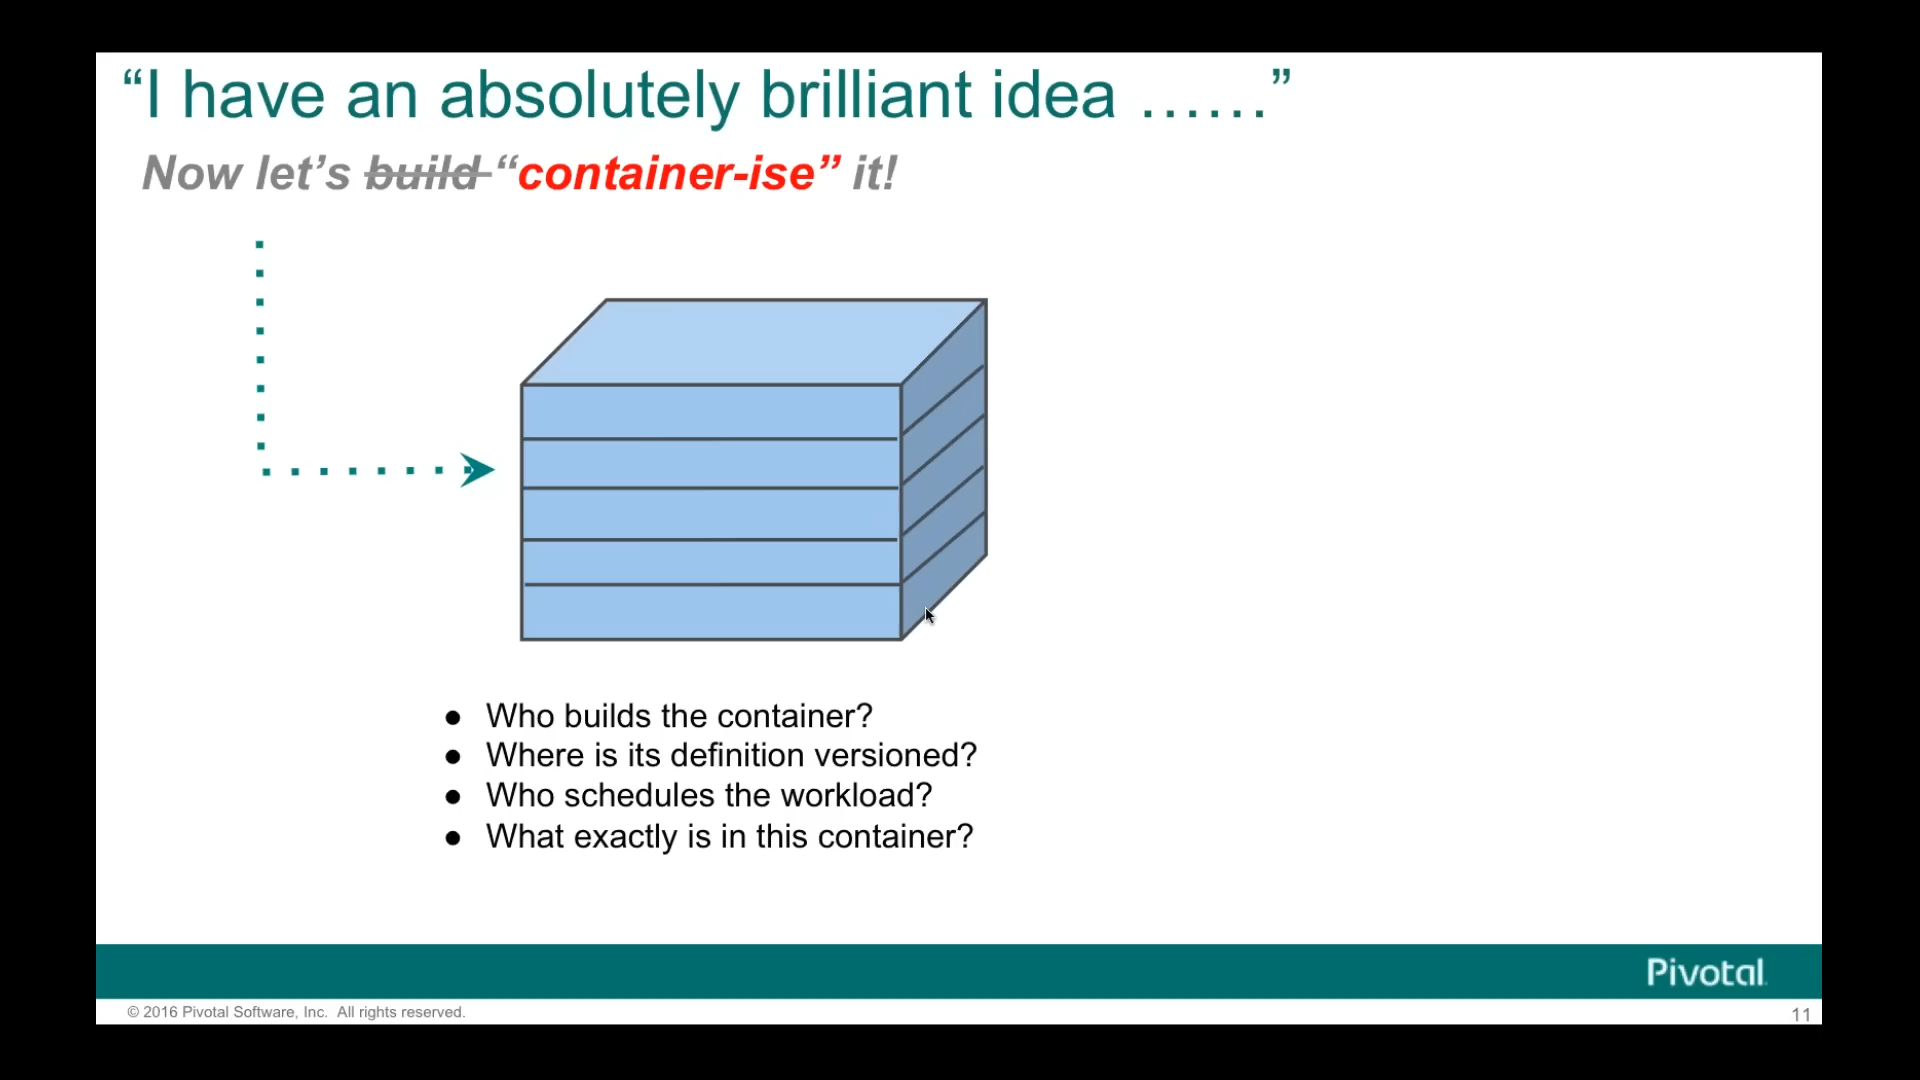 “I have an absolutely brilliant idea ……”
Now let’s build “container-ise” it!
● Who builds the container?
● Where is its definition versioned?
● Who schedules the workload?
● What exactly is in this container?
Pivotal
© 2016 Pivotal Software, Inc. All rights reserved.
11